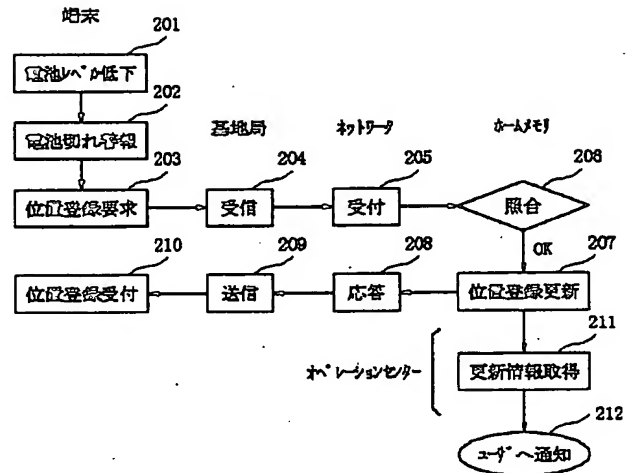 端末
201
電池レベル低下
202
電池切れ警報
基地局
ネットワーク
ホームメモリ
203
204
205
206
位置登録要求
受信
受付
照合
OK
210
209
208
207
位置登録受付
送信
応答
位置登録更新
211
オペレーションセンター
更新情報取得
212
ユーザへ通知